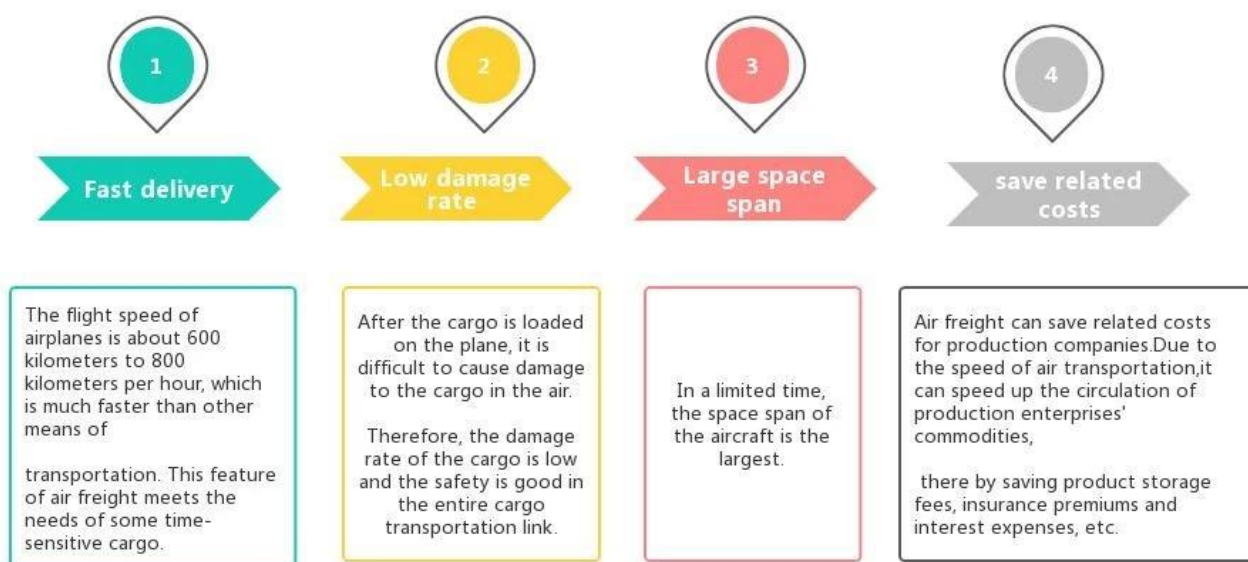 1
Fast delivery
The flight speed of
airplanes is about 600
kilometers to 800
kilometers per hour, which
is much faster than other
means of
transportation. This feature
of air freight meets the
needs of some time-
sensitive cargo.
2
Low damage
rate
After the cargo is loaded
on the plane, it is
difficult to cause damage
to the cargo in the air.
Therefore, the damage
rate of the cargo is low
and the safety is good in
the entire cargo
transportation link.
3
Large space
span
In a limited time,
the space span of
the aircraft is the
largest.
4
save related
costs
Air freight can save related costs
for production companies.Due to
the speed of air transportation,it
can speed up the circulation of
production enterprises'
commodities,
there by saving product storage
fees, insurance premiums and
interest expenses, etc.